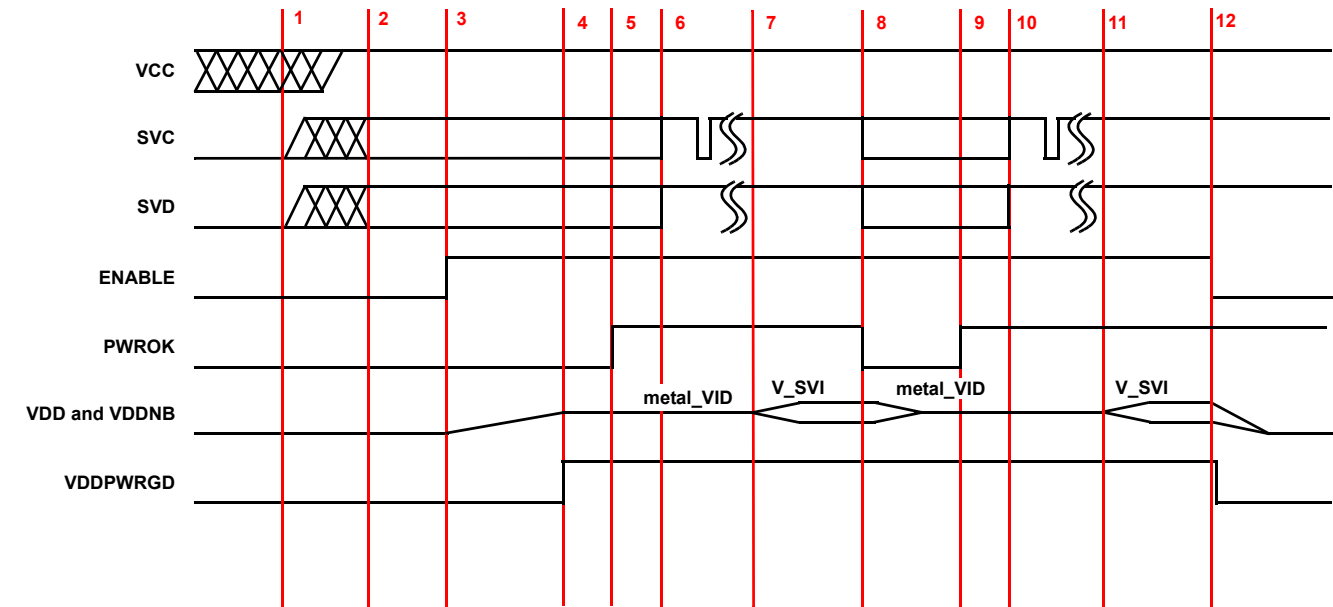 1 2 3 4 5 6 7 8 9 10 11 12
VCC
SVC
SVD
ENABLE
PWROK
metal_VID V_SVI metal_VID V_SVI
VDD and VDDNB
VDDPWRGD